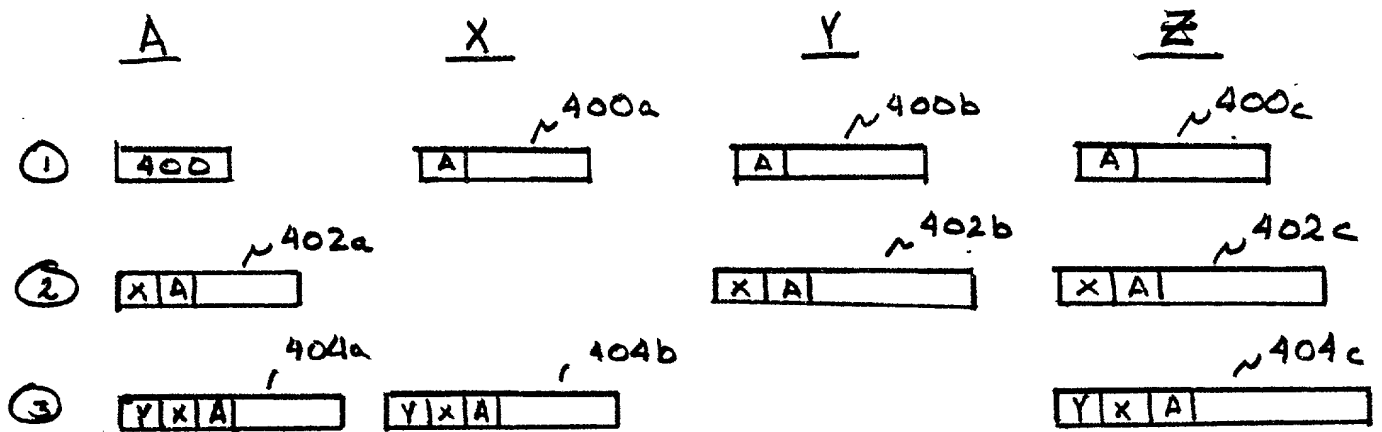 A X Y Z
400a 400b 400c
1 400 A A A
402a 402b 402c
2 X A X A X A
404a 404b 404c
3 Y X A Y X A Y X A